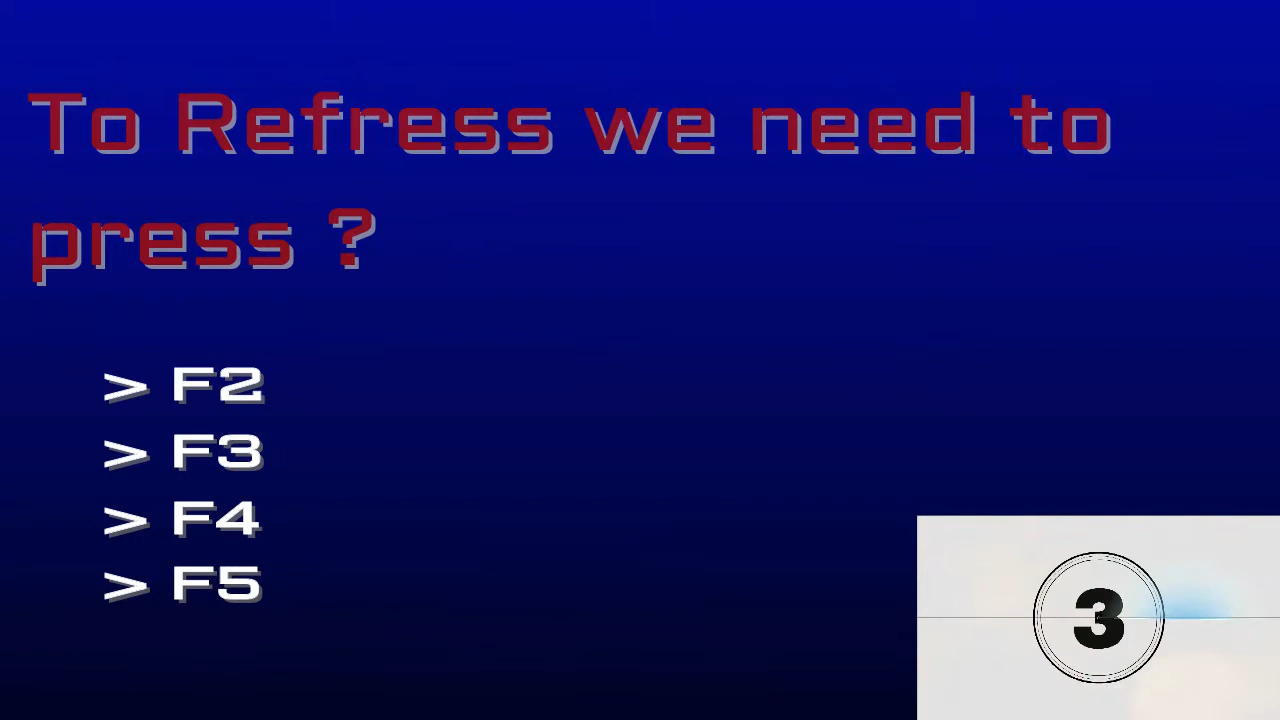 To Refress we need to
press ?
> F2
> F3
> F4
> F5
3